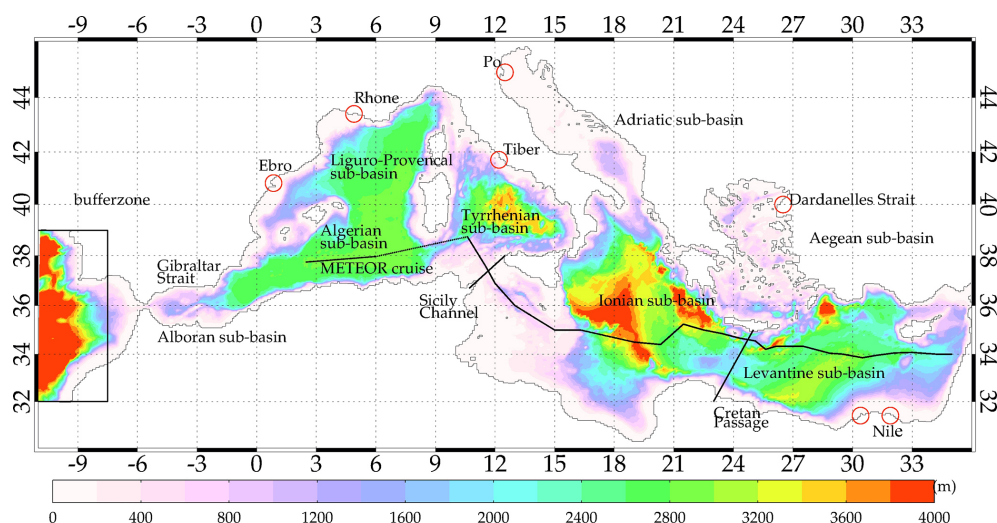 -9 -6 -3 0 3 6 9 12 15 18 21 24 27 30 33
Po
44 44
Rhone
Adriatic sub-basin
42 42
Tiber
Liguro-Provencal
sub-basin
Ebro
bufferzone
40 40
Dardanelles Strait
Tyrrhenian
sub-basin
Algerian
sub-basin
Aegean sub-basin
38 38
Gibraltar
Strait
METEOR cruise
Sicily
Channel
Ionian sub-basin
36 36
Alboran sub-basin
34 34
Levantine sub-basin
32 32
Cretan
Passage
Nile
-9 -6 -3 0 3 6 9 12 15 18 21 24 27 30 33
(m)
0 400 800 1200 1600 2000 2400 2800 3200 3600 4000